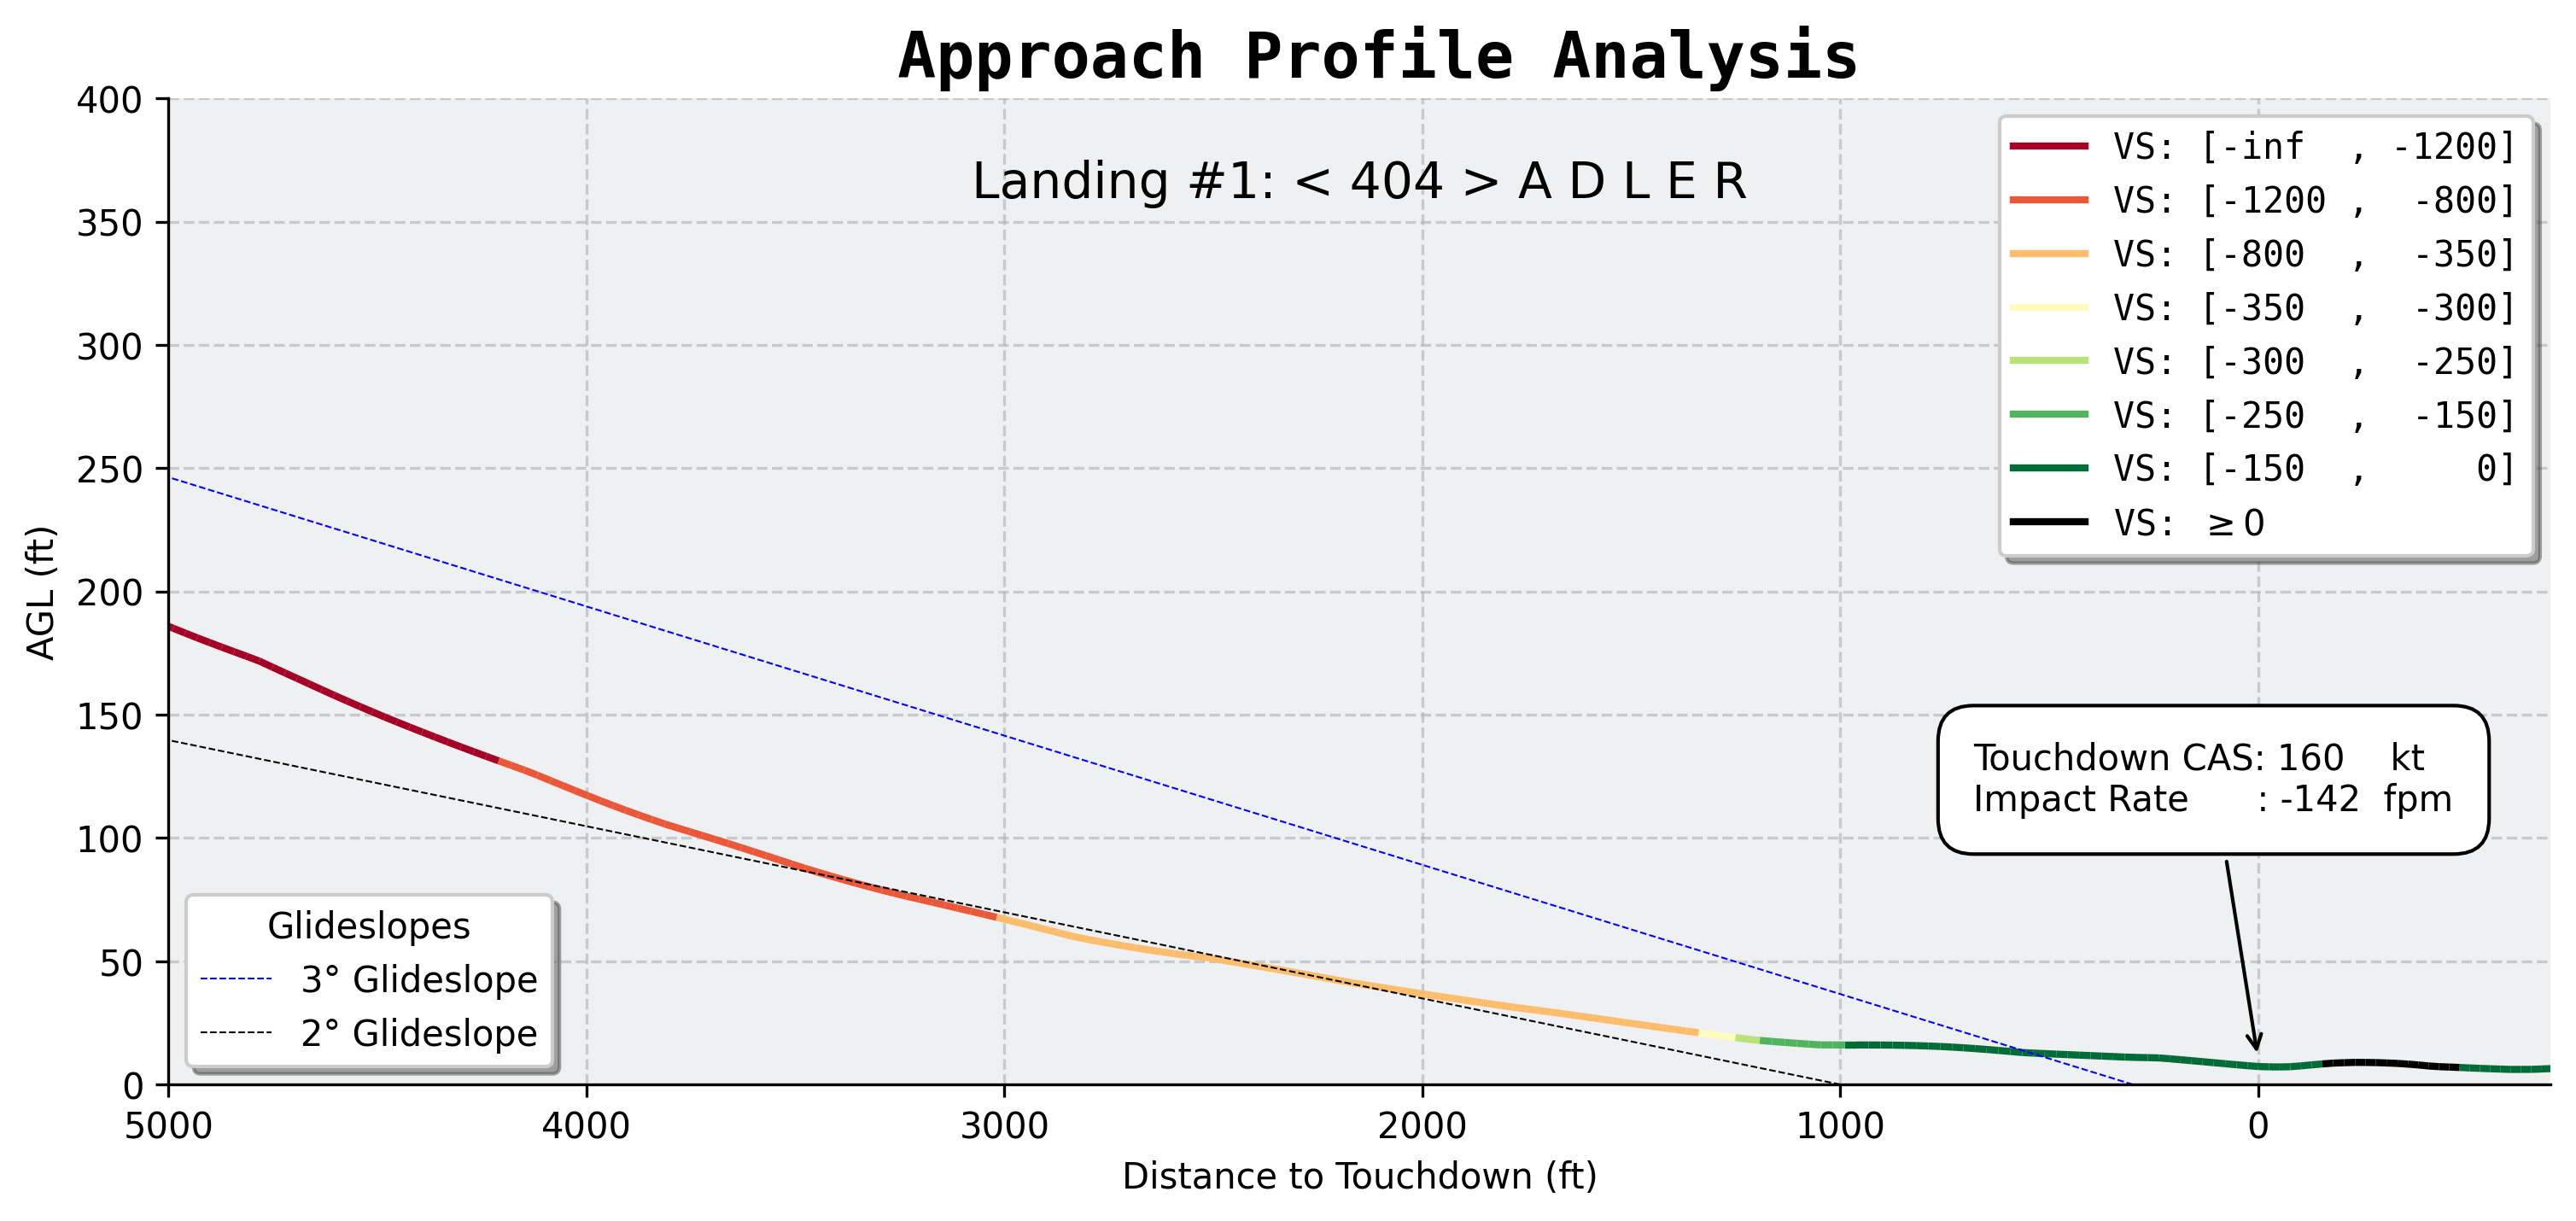 Approach Profile Analysis
Landing #1: < 404 > A D L E R
VS: [-inf  , -1200]
VS: [-1200 ,  -800]
VS: [-800  ,  -350]
VS: [-350  ,  -300]
VS: [-300  ,  -250]
VS: [-250  ,  -150]
VS: [-150  ,     0]
VS: ≥0
400
350
300
250
200
150
100
50
0
AGL (ft)
Touchdown CAS: 160    kt
Impact Rate      : -142  fpm
Glideslopes
3° Glideslope
2° Glideslope
5000 4000 3000 2000 1000 0
Distance to Touchdown (ft)